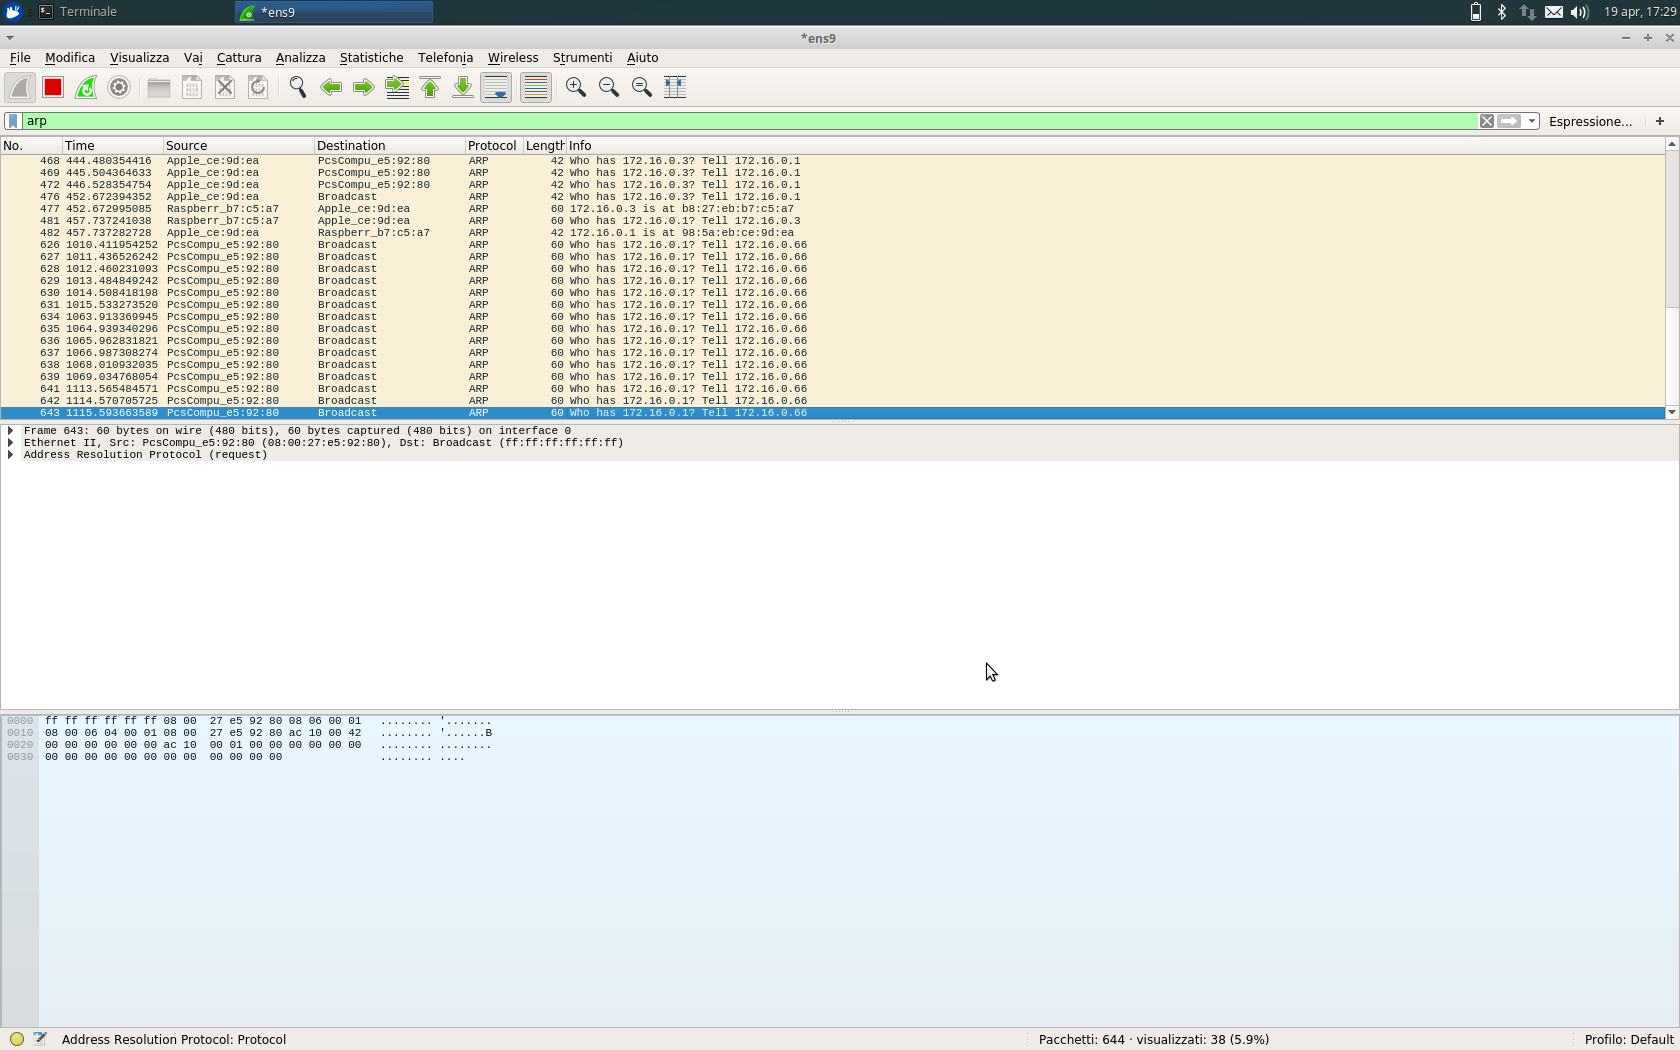 Terminale
*ens9
19 apr, 17:29
*ens9
File Modifica Visualizza Vai Cattura Analizza Statistiche Telefonia Wireless Strumenti Aiuto
arp
Espressione... +
No. Time Source Destination Protocol Length Info
468 444.480354416 Apple_ce:9d:ea PcsCompu_e5:92:80 ARP 42 Who has 172.16.0.3? Tell 172.16.0.1
469 445.504364633 Apple_ce:9d:ea PcsCompu_e5:92:80 ARP 42 Who has 172.16.0.3? Tell 172.16.0.1
472 446.528354754 Apple_ce:9d:ea PcsCompu_e5:92:80 ARP 42 Who has 172.16.0.3? Tell 172.16.0.1
476 452.672394352 Apple_ce:9d:ea Broadcast ARP 42 Who has 172.16.0.3? Tell 172.16.0.1
477 452.672995085 Raspberr_b7:c5:a7 Apple_ce:9d:ea ARP 60 172.16.0.3 is at b8:27:eb:b7:c5:a7
481 457.737241038 Raspberr_b7:c5:a7 Apple_ce:9d:ea ARP 60 Who has 172.16.0.1? Tell 172.16.0.3
482 457.737282728 Apple_ce:9d:ea Raspberr_b7:c5:a7 ARP 42 172.16.0.1 is at 98:5a:eb:ce:9d:ea
626 1010.411954252 PcsCompu_e5:92:80 Broadcast ARP 60 Who has 172.16.0.1? Tell 172.16.0.66
627 1011.436526242 PcsCompu_e5:92:80 Broadcast ARP 60 Who has 172.16.0.1? Tell 172.16.0.66
628 1012.460231093 PcsCompu_e5:92:80 Broadcast ARP 60 Who has 172.16.0.1? Tell 172.16.0.66
629 1013.484849242 PcsCompu_e5:92:80 Broadcast ARP 60 Who has 172.16.0.1? Tell 172.16.0.66
630 1014.508418198 PcsCompu_e5:92:80 Broadcast ARP 60 Who has 172.16.0.1? Tell 172.16.0.66
631 1015.533273520 PcsCompu_e5:92:80 Broadcast ARP 60 Who has 172.16.0.1? Tell 172.16.0.66
634 1063.913369945 PcsCompu_e5:92:80 Broadcast ARP 60 Who has 172.16.0.1? Tell 172.16.0.66
635 1064.939340296 PcsCompu_e5:92:80 Broadcast ARP 60 Who has 172.16.0.1? Tell 172.16.0.66
636 1065.962831821 PcsCompu_e5:92:80 Broadcast ARP 60 Who has 172.16.0.1? Tell 172.16.0.66
637 1066.987308274 PcsCompu_e5:92:80 Broadcast ARP 60 Who has 172.16.0.1? Tell 172.16.0.66
638 1068.010932035 PcsCompu_e5:92:80 Broadcast ARP 60 Who has 172.16.0.1? Tell 172.16.0.66
639 1069.034768054 PcsCompu_e5:92:80 Broadcast ARP 60 Who has 172.16.0.1? Tell 172.16.0.66
641 1113.565484571 PcsCompu_e5:92:80 Broadcast ARP 60 Who has 172.16.0.1? Tell 172.16.0.66
642 1114.570705725 PcsCompu_e5:92:80 Broadcast ARP 60 Who has 172.16.0.1? Tell 172.16.0.66
643 1115.593663589 PcsCompu_e5:92:80 Broadcast ARP 60 Who has 172.16.0.1? Tell 172.16.0.66
Frame 643: 60 bytes on wire (480 bits), 60 bytes captured (480 bits) on interface 0
Ethernet II, Src: PcsCompu_e5:92:80 (08:00:27:e5:92:80), Dst: Broadcast (ff:ff:ff:ff:ff:ff)
Address Resolution Protocol (request)
0000 ff ff ff ff ff ff 08 00 27 e5 92 80 08 06 00 01 ........ '.......
0010 08 00 06 04 00 01 08 00 27 e5 92 80 ac 10 00 42 ........ '......B
0020 00 00 00 00 00 00 ac 10 00 01 00 00 00 00 00 00 ........ ........
0030 00 00 00 00 00 00 00 00 00 00 00 00 ........ ....
Address Resolution Protocol: Protocol
Pacchetti: 644 · visualizzati: 38 (5.9%)
Profilo: Default